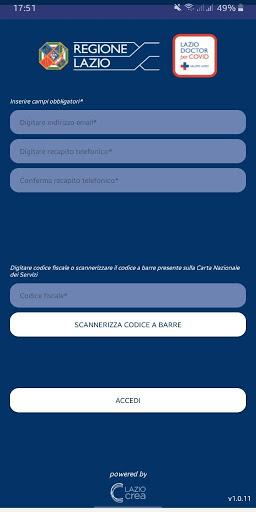 17:51
49%
REGIONE
LAZIO
LAZIO
DOCTOR
per COVID
SALUTE LAZIO
Inserire campi obbligatori*
Digitare indirizzo email*
Digitare recapito telefonico*
Conferma recapito telefonico*
Digitare codice fiscale o scannerizzare il codice a barre presente sulla Carta Nazionale
dei Servizi
Codice fiscale*
SCANNERIZZA CODICE A BARRE
ACCEDI
powered by
LAZIO
crea
v1.0.11